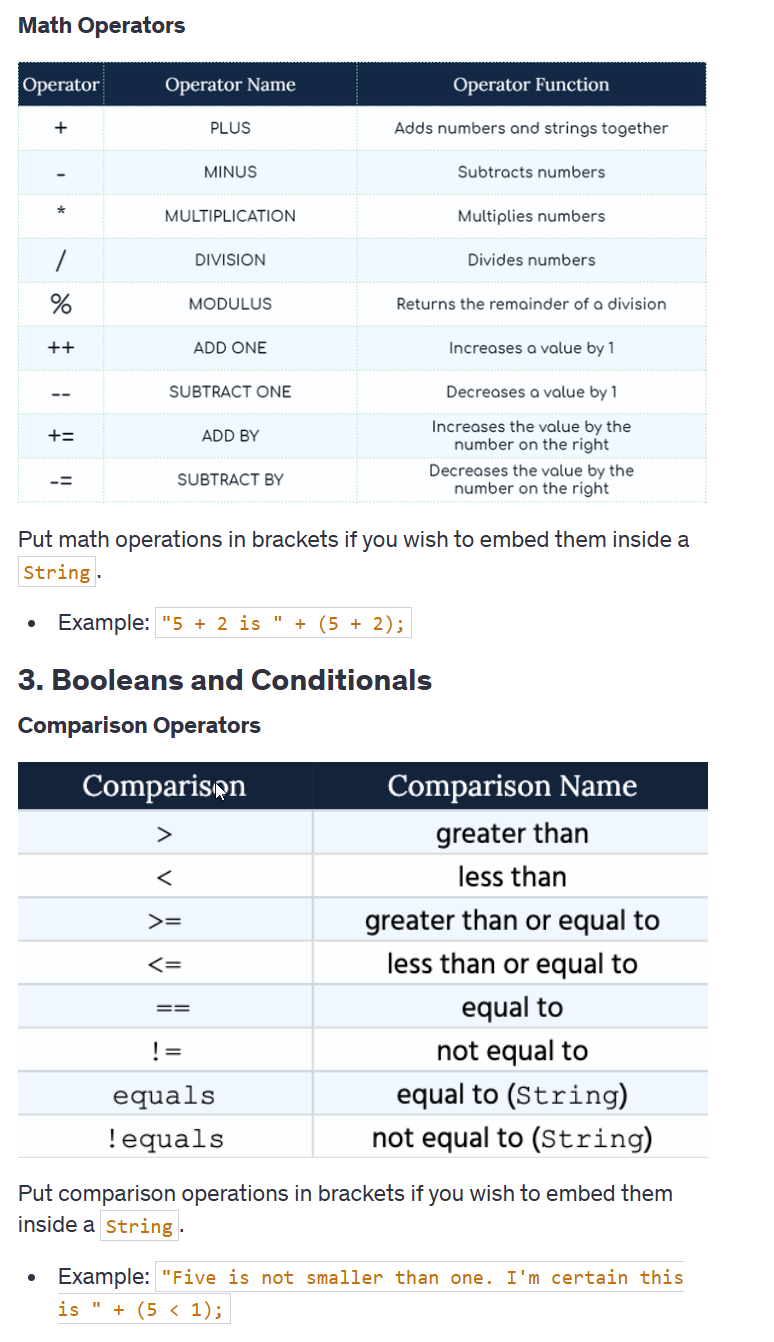 Math Operators
Operator Operator Name Operator Function
+ PLUS Adds numbers and strings together
- MINUS Subtracts numbers
* MULTIPLICATION Multiplies numbers
/ DIVISION Divides numbers
% MODULUS Returns the remainder of a division
++ ADD ONE Increases a value by 1
-- SUBTRACT ONE Decreases a value by 1
+= ADD BY Increases the value by the
number on the right
-= SUBTRACT BY Decreases the value by the
number on the right
Put math operations in brackets if you wish to embed them inside a
String.
• Example: "5 + 2 is " + (5 + 2);
3. Booleans and Conditionals
Comparison Operators
Comparison Comparison Name
> greater than
< less than
>= greater than or equal to
<= less than or equal to
== equal to
!= not equal to
equals equal to (String)
!equals not equal to (String)
Put comparison operations in brackets if you wish to embed them
inside a String.
• Example: "Five is not smaller than one. I'm certain this
is " + (5 < 1);